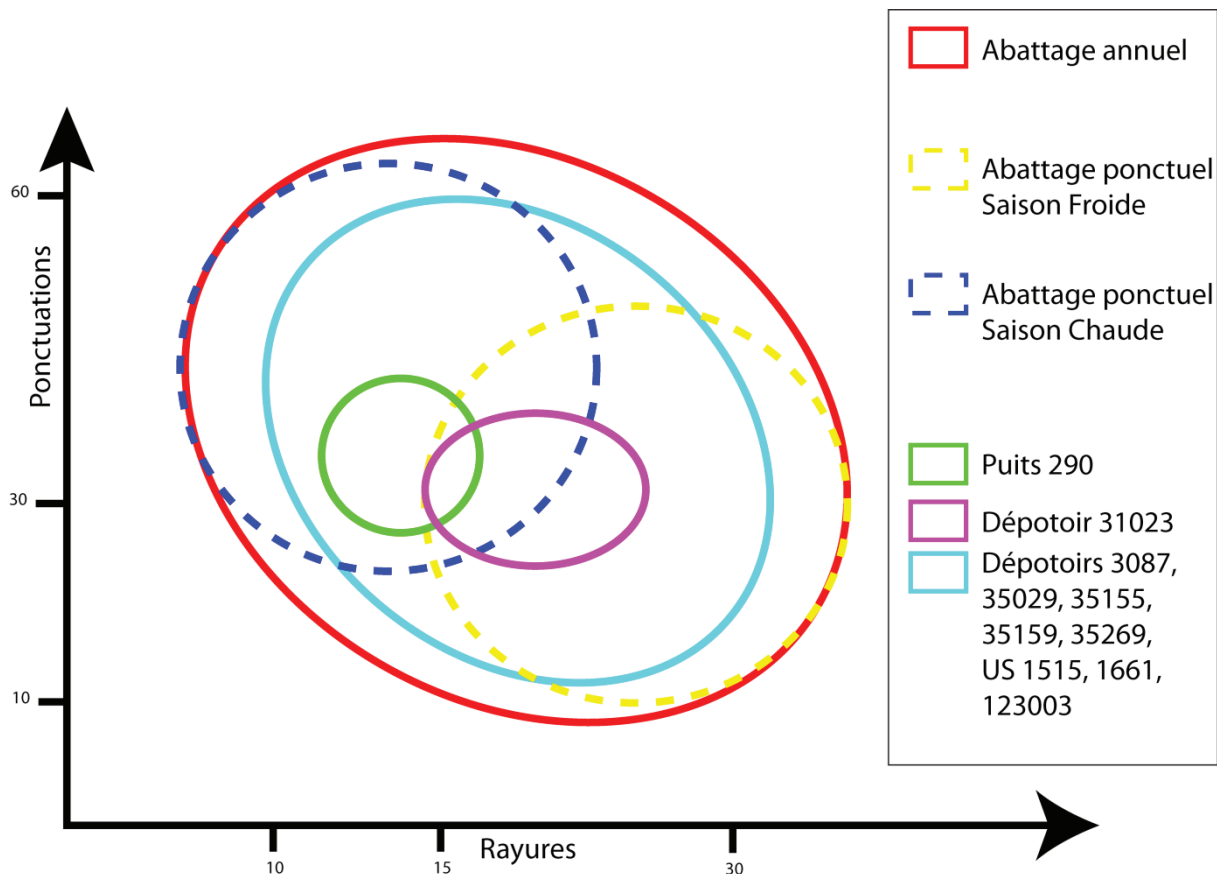 Abattage annuel
Abattage ponctuel
Saison Froide
Abattage ponctuel
Saison Chaude
Puits 290
Dépotoir 31023
Dépotoirs 3087,
35029, 35155,
35159, 35269,
US 1515, 1661,
123003
Ponctuations
60
30
10
10
15
30
Rayures